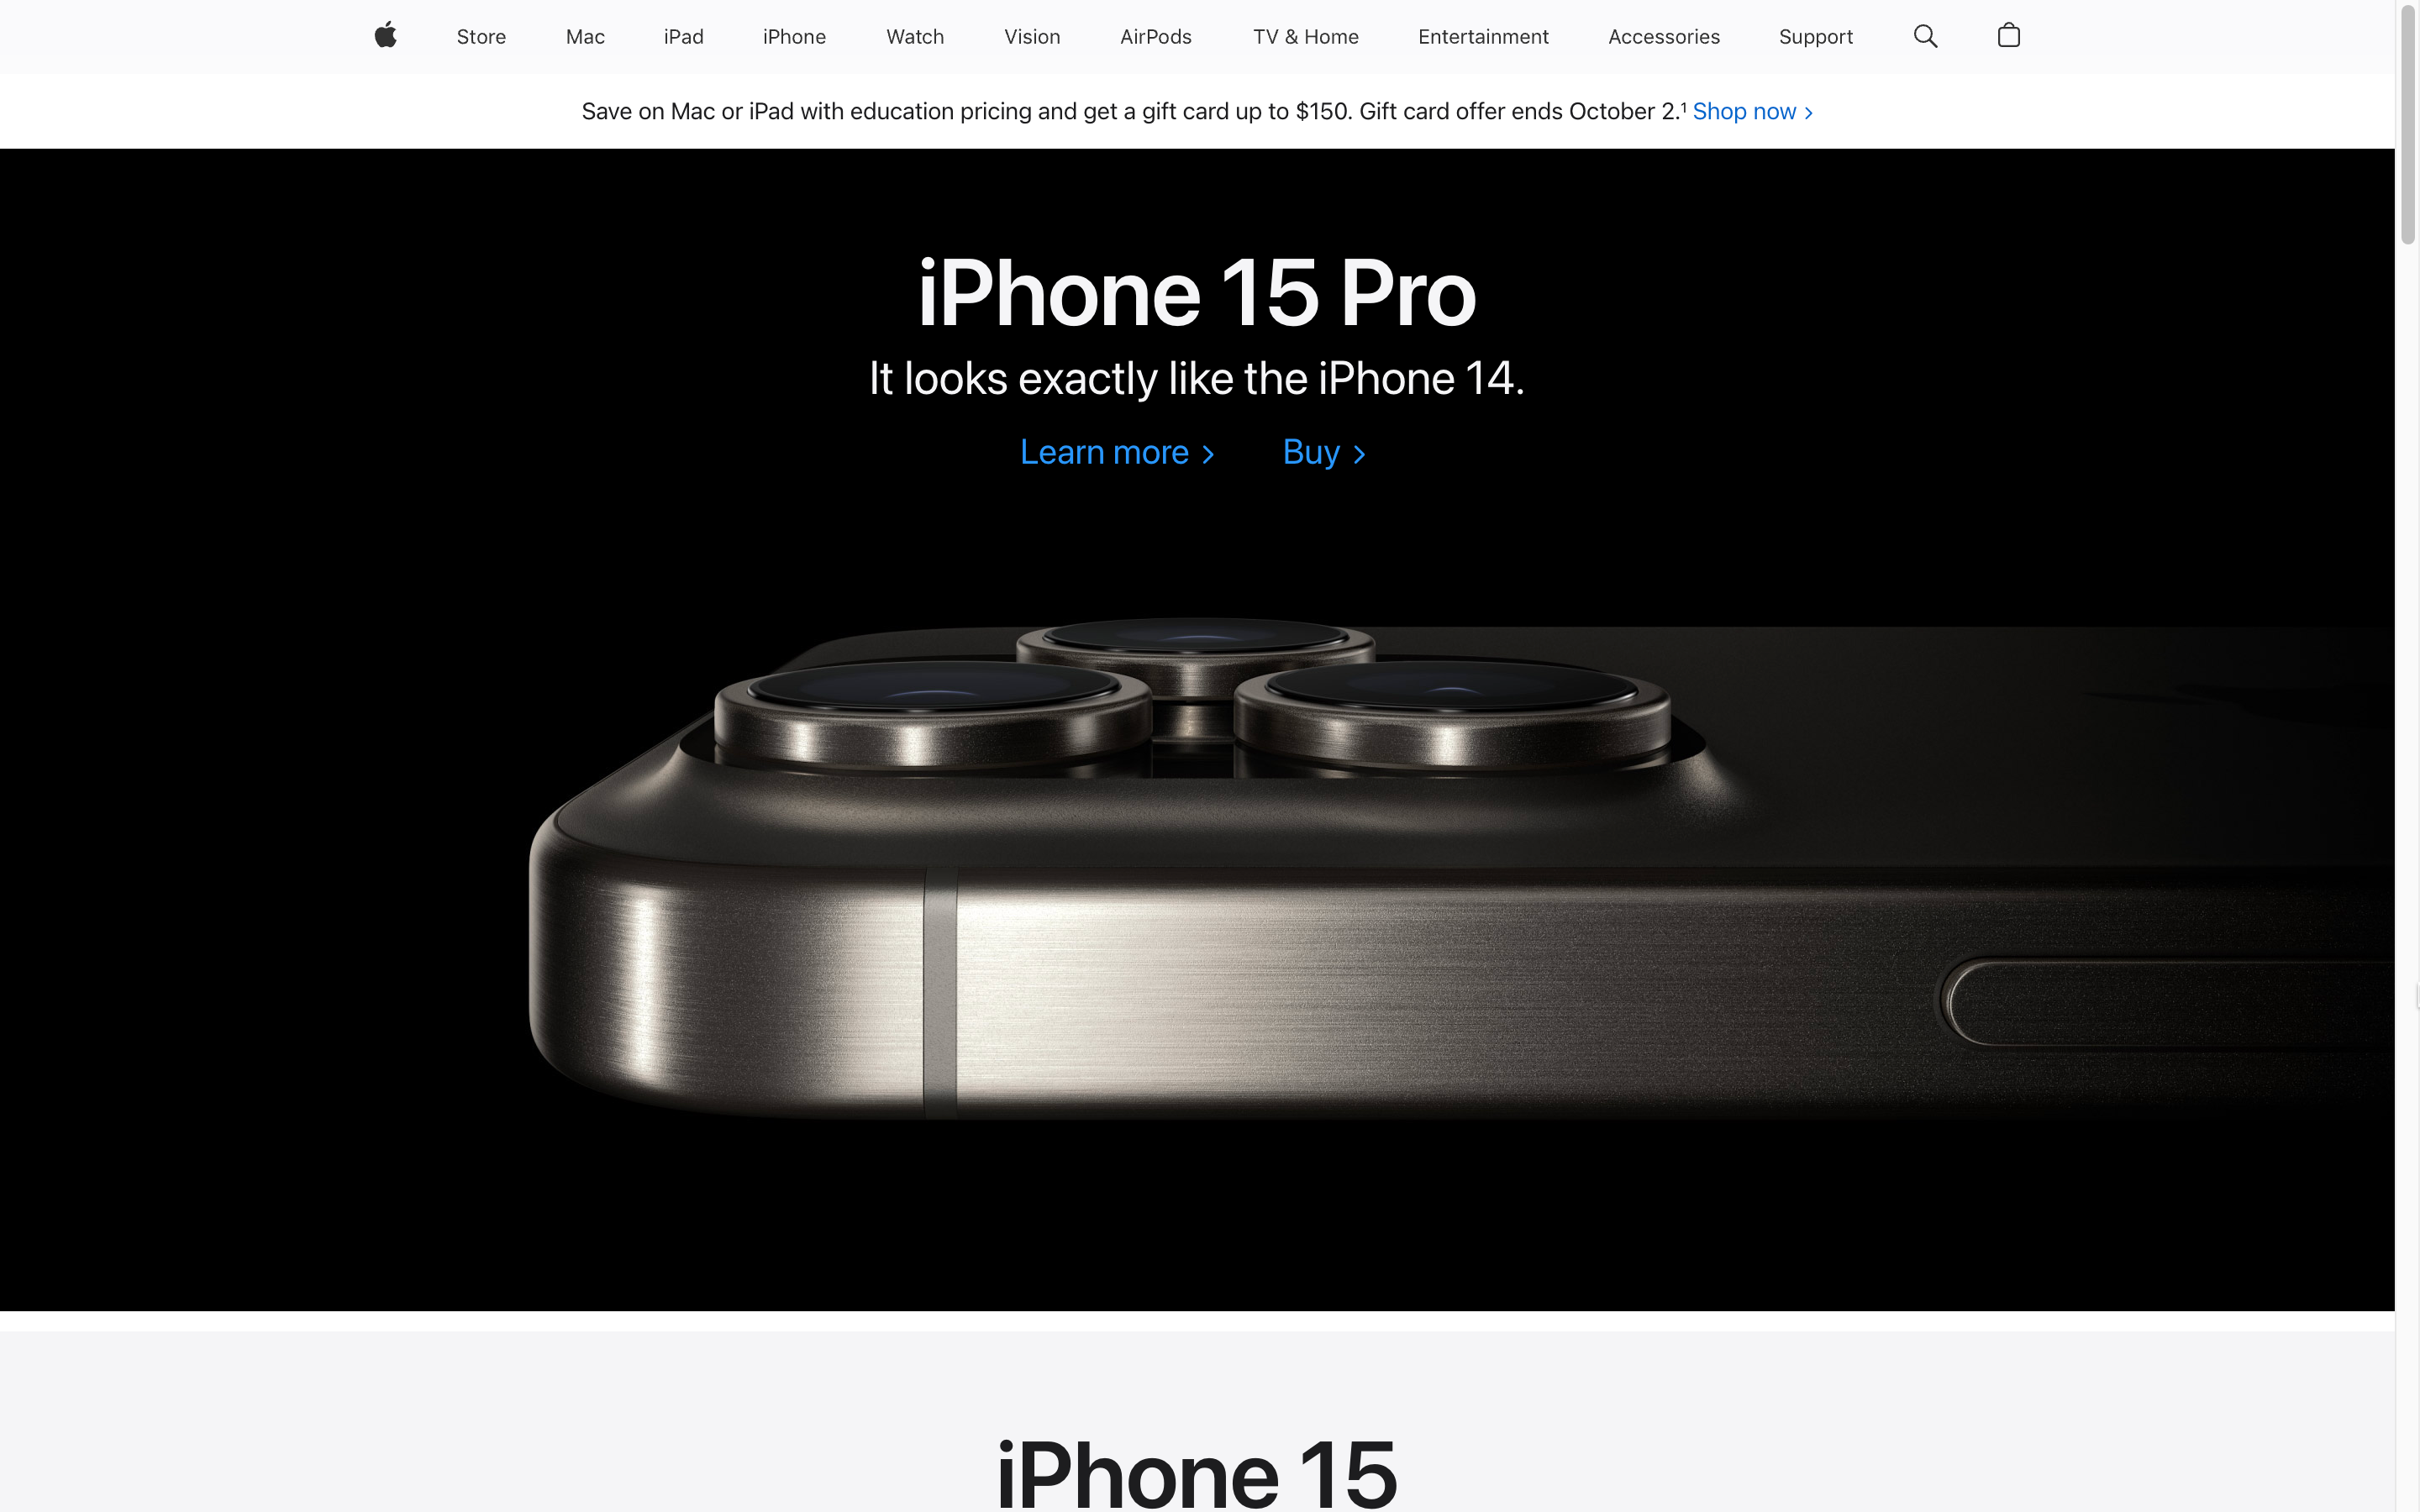 Store Mac iPad iPhone Watch Vision AirPods TV & Home Entertainment Accessories Support
Save on Mac or iPad with education pricing and get a gift card up to $150. Gift card offer ends October 2.¹ Shop now >
iPhone 15 Pro
It looks exactly like the iPhone 14.
Learn more > Buy >
iPhone 15